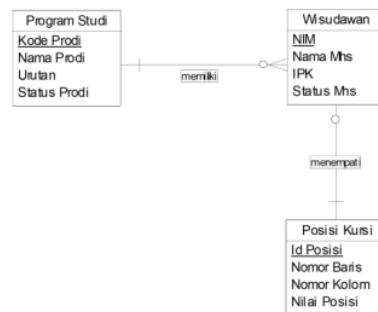 Program Studi
Kode Prodi
Nama Prodi
Urutan
Status Prodi
memiliki
Wisudawan
NIM
Nama Mhs
IPK
Status Mhs
menempati
Posisi Kursi
Id Posisi
Nomor Baris
Nomor Kolom
Nilai Posisi